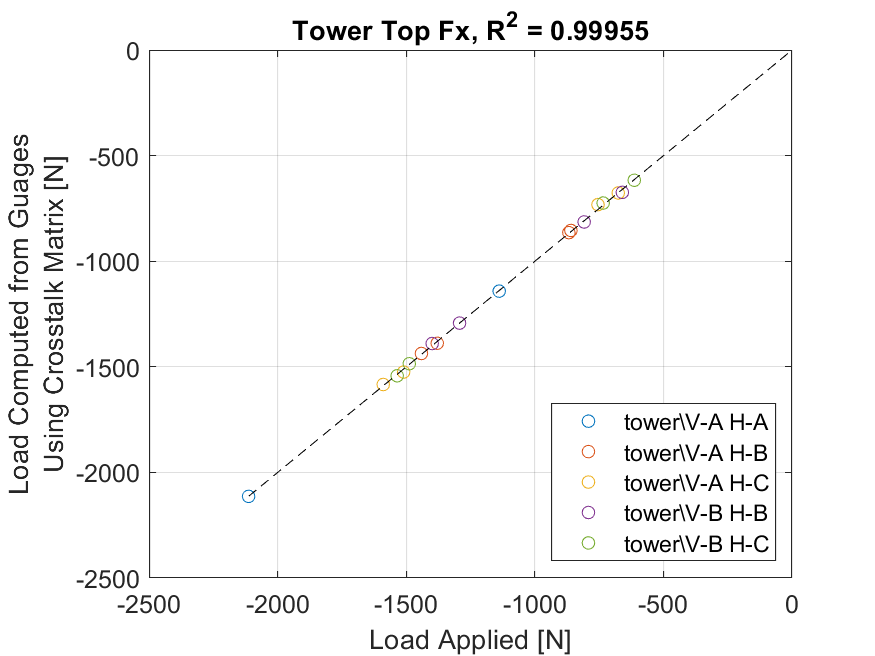 Tower Top Fx, R² = 0.99955
0
-500
-1000
-1500
-2000
-2500
Load Computed from Guages
Using Crosstalk Matrix [N]
tower\V-A H-A
tower\V-A H-B
tower\V-A H-C
tower\V-B H-B
tower\V-B H-C
-2500 -2000 -1500 -1000 -500 0
Load Applied [N]